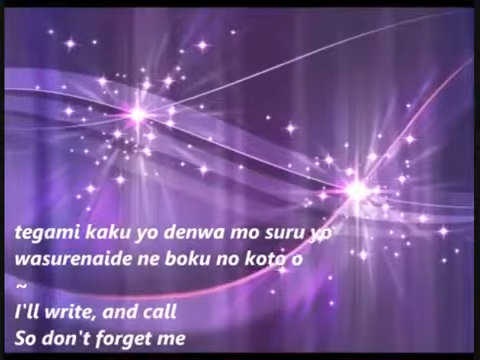 tegami kaku yo denwa mo suru yo
wasurenaide ne boku no koto o
~
I'll write, and call
So don't forget me